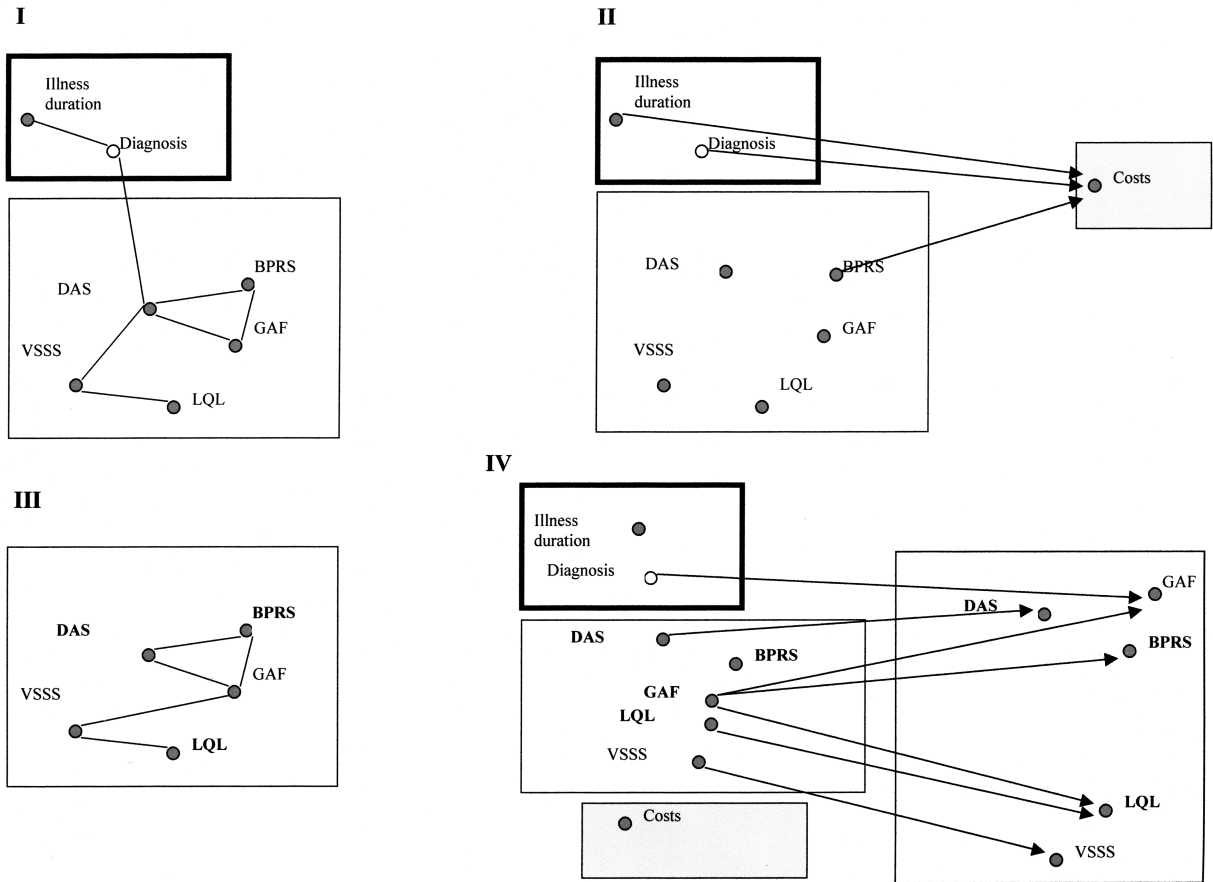 I
Illness
duration
Diagnosis
DAS
BPRS
GAF
VSSS
LQL
II
Illness
duration
Diagnosis
Costs
DAS
BPRS
GAF
VSSS
LQL
III
DAS
BPRS
GAF
VSSS
LQL
IV
Illness
duration
Diagnosis
DAS
BPRS
GAF
LQL
VSSS
Costs
GAF
DAS
BPRS
LQL
VSSS